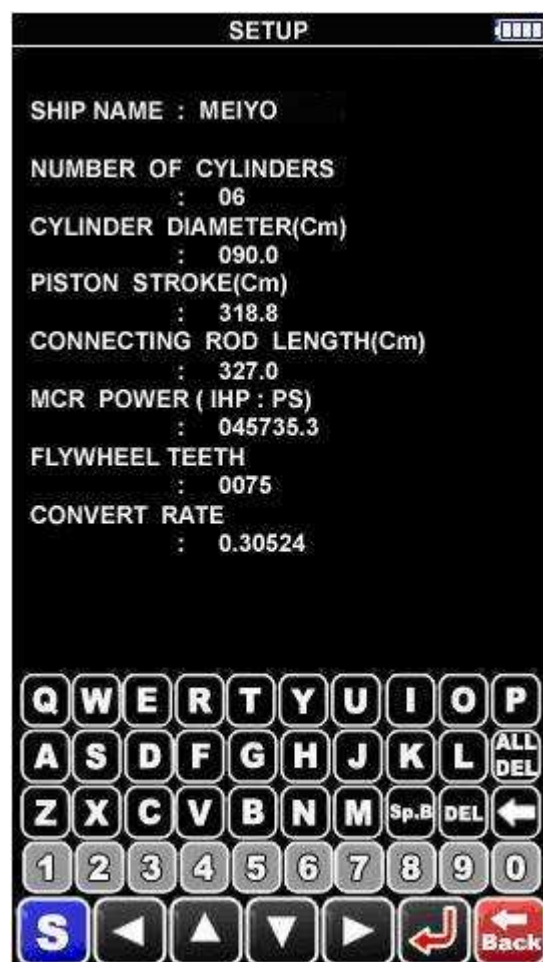 SETUP
SHIP NAME : MEIYO
NUMBER OF CYLINDERS
: 06
CYLINDER DIAMETER(Cm)
: 090.0
PISTON STROKE(Cm)
: 318.8
CONNECTING ROD LENGTH(Cm)
: 327.0
MCR POWER ( IHP : PS)
: 045735.3
FLYWHEEL TEETH
: 0075
CONVERT RATE
: 0.30524
Q W E R T Y U I O P
A S D F G H J K L ALL DEL
Z X C V B N M Sp.B DEL
1 2 3 4 5 6 7 8 9 0
S Back